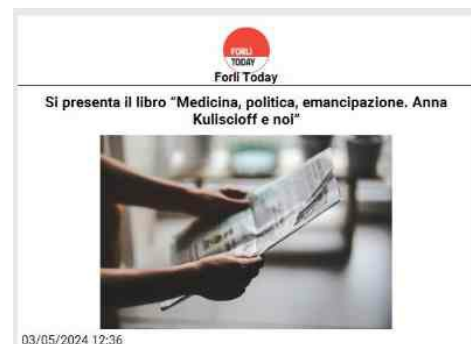 FORLÌ
TODAY
Forlì Today
Si presenta il libro “Medicina, politica, emancipazione. Anna
Kuliscioff e noi”
03/05/2024 12:36